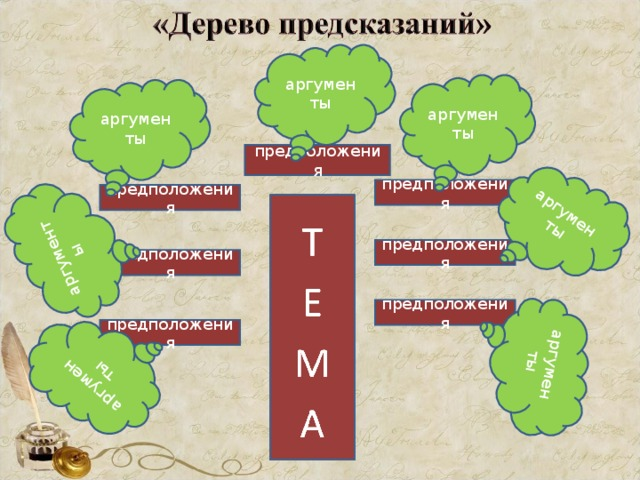 «Дерево предсказаний»
аргумен
ты
аргумен
ты
аргумен
ты
предположени
я
предположени
я
предположени
я
аргумент
ы
аргумен
ты
предположени
я
предположени
я
предположени
я
предположени
я
аргумен
ты
аргумен
ты
Т
Е
М
А